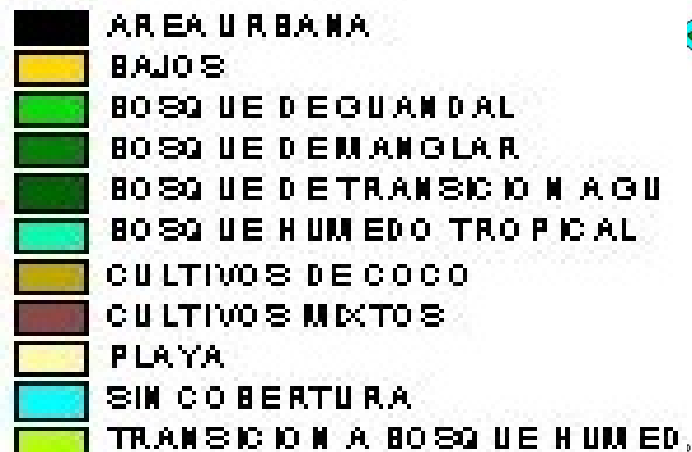 AREA URBANA
BAJOS
BOSQUE DE GUANDAL
BOSQUE DE MANGLAR
BOSQUE DE TRANSICION A GU
BOSQUE HUMEDO TROPICAL
CULTIVOS DE COCO
CULTIVOS MIXTOS
PLAYA
SIN COBERTURA
TRANSICION A BOSQUE HUMED